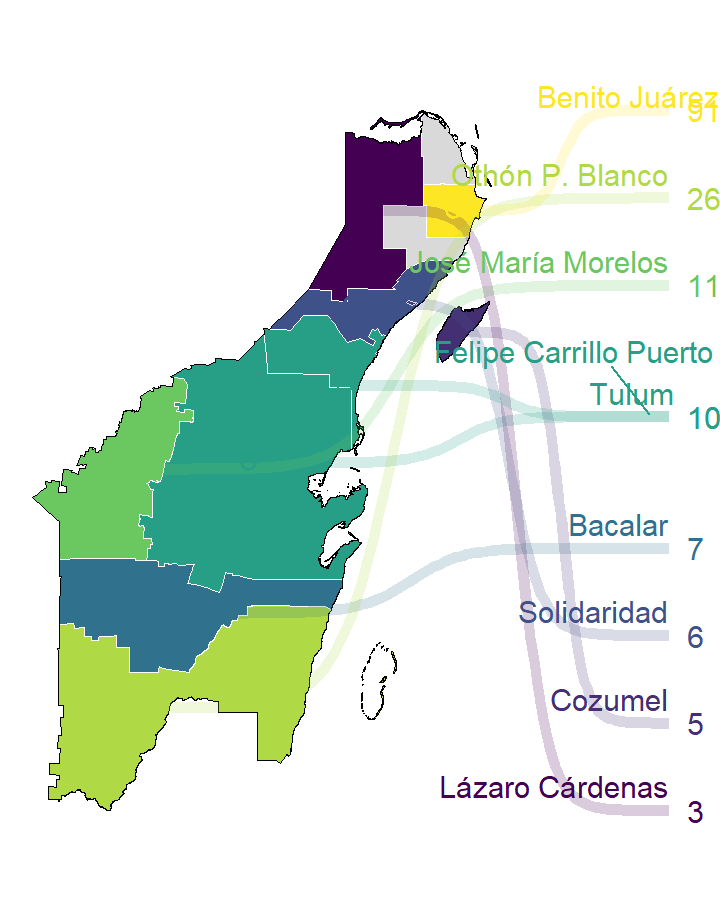 Benito Juárez
91
Othón P. Blanco
26
José María Morelos
11
Felipe Carrillo Puerto
Tulum
10
Bacalar
7
Solidaridad
6
Cozumel
5
Lázaro Cárdenas
3